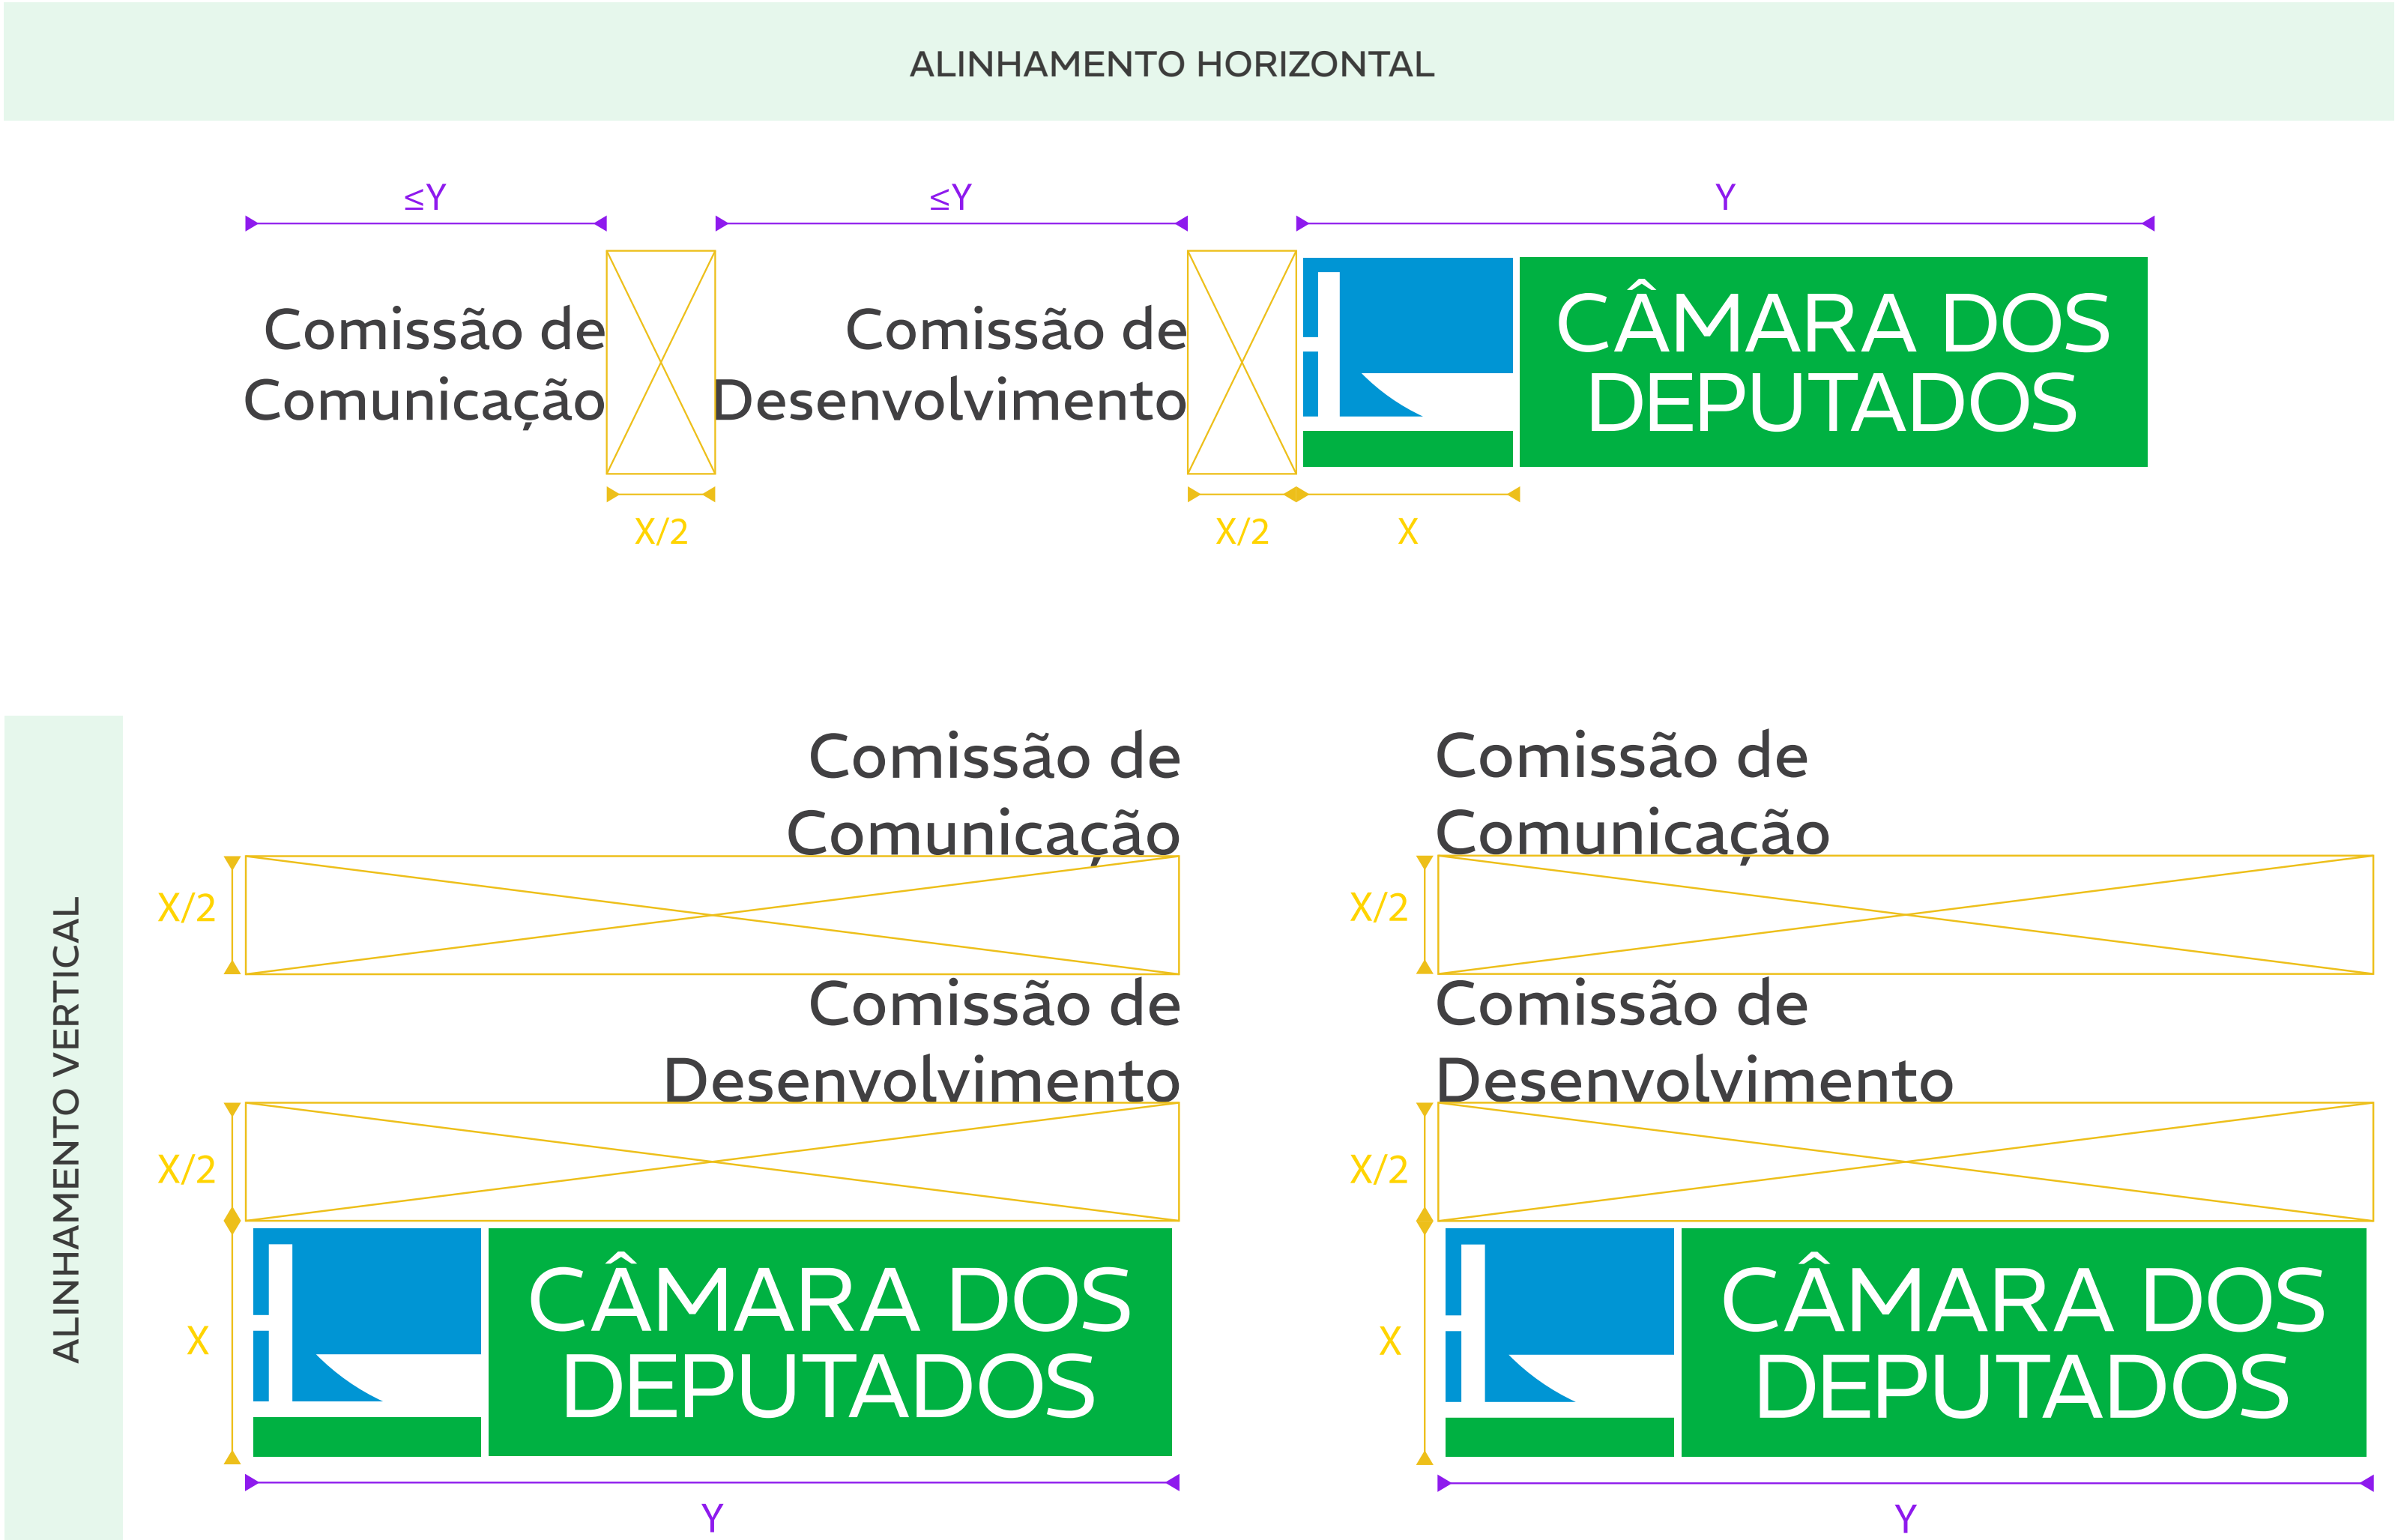 ALINHAMENTO HORIZONTAL
≤Y
≤Y
Y
Comissão de
Comunicação
Comissão de
Desenvolvimento
CÂMARA DOS
DEPUTADOS
X/2
X/2
X
ALINHAMENTO VERTICAL
Comissão de
Comunicação
X/2
Comissão de
Desenvolvimento
X/2
X
CÂMARA DOS
DEPUTADOS
Y
Comissão de
Comunicação
X/2
Comissão de
Desenvolvimento
X/2
X
CÂMARA DOS
DEPUTADOS
Y